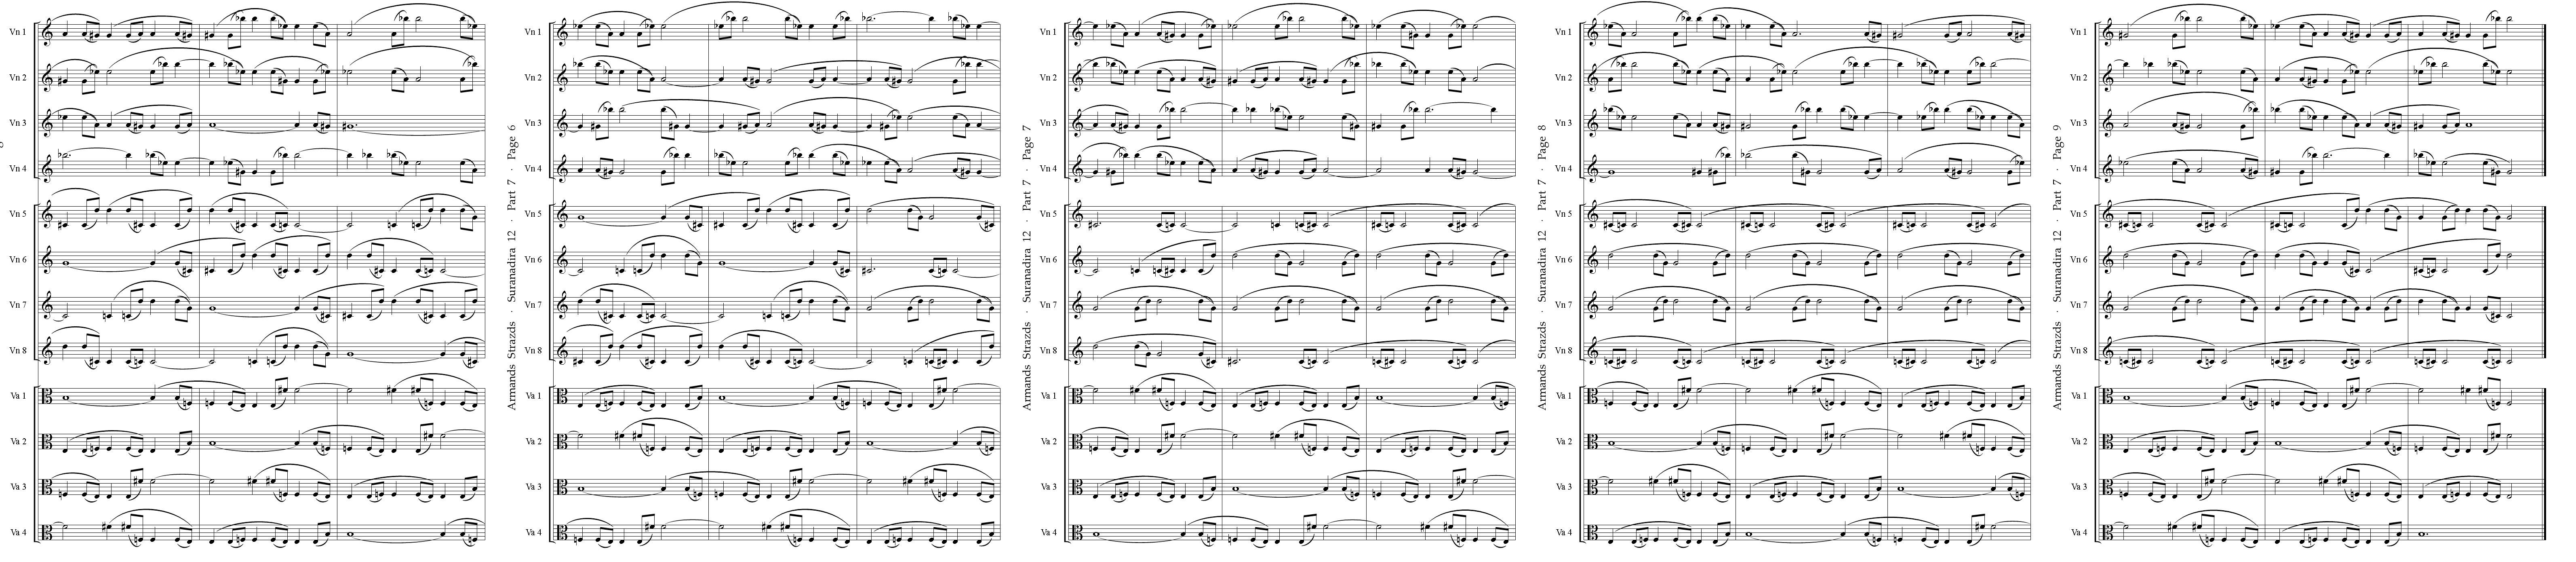 Vn 1
Vn 2
Vn 3
Vn 4
Vn 5
Vn 6
Vn 7
Vn 8
Va 1
Va 2
Va 3
Va 4
Armands Strazds · Suranadira 12 · Part 7 · Page 6
Vn 1
Vn 2
Vn 3
Vn 4
Vn 5
Vn 6
Vn 7
Vn 8
Va 1
Va 2
Va 3
Va 4
Armands Strazds · Suranadira 12 · Part 7 · Page 7
Vn 1
Vn 2
Vn 3
Vn 4
Vn 5
Vn 6
Vn 7
Vn 8
Va 1
Va 2
Va 3
Va 4
Armands Strazds · Suranadira 12 · Part 7 · Page 8
Vn 1
Vn 2
Vn 3
Vn 4
Vn 5
Vn 6
Vn 7
Vn 8
Va 1
Va 2
Va 3
Va 4
Armands Strazds · Suranadira 12 · Part 7 · Page 9
Vn 1
Vn 2
Vn 3
Vn 4
Vn 5
Vn 6
Vn 7
Vn 8
Va 1
Va 2
Va 3
Va 4